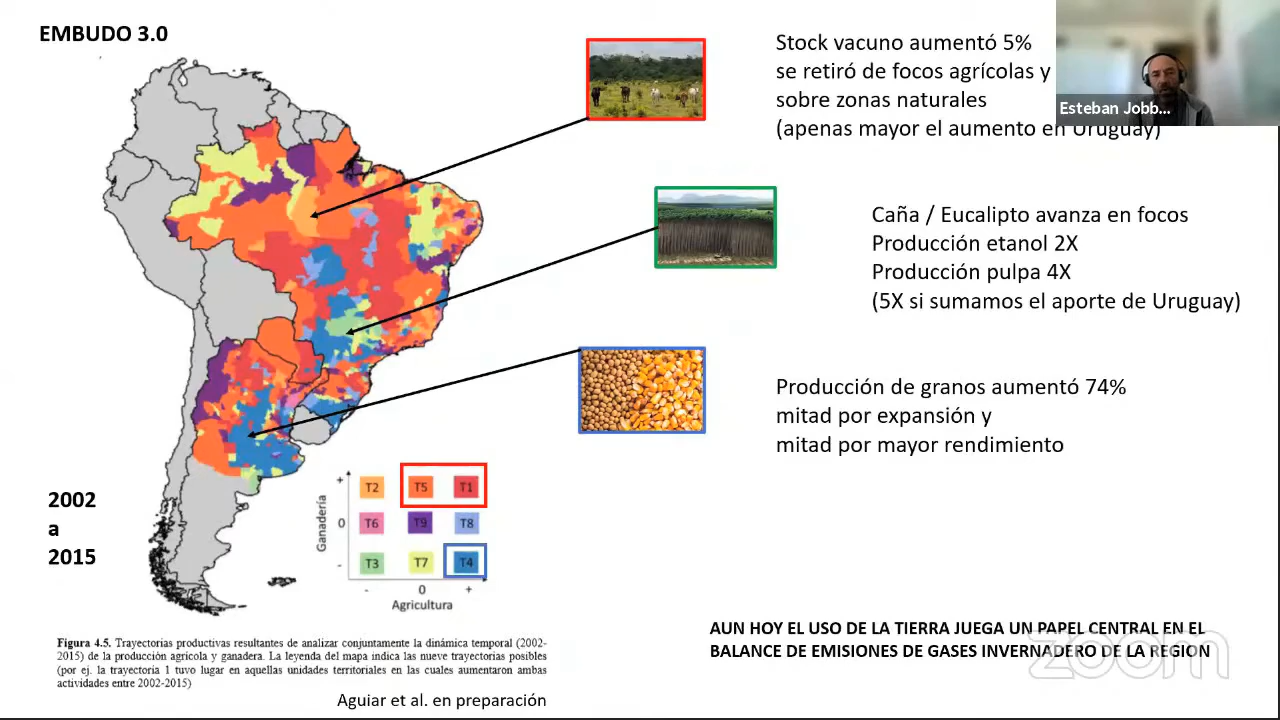 EMBUDO 3.0
Stock vacuno aumentó 5%
se retiró de focos agrícolas y
sobre zonas naturales
(apenas mayor el aumento en Uruguay)
Esteban Jobb...
Caña / Eucalipto avanza en focos
Producción etanol 2X
Producción pulpa 4X
(5X si sumamos el aporte de Uruguay)
Producción de granos aumentó 74%
mitad por expansión y
mitad por mayor rendimiento
2002
a
2015
Ganadería
+ T2 T5 T1
0 T6 T9 T8
- T3 T7 T4
- 0 +
Agricultura
Figura 4.5. Trayectorias productivas resultantes de analizar conjuntamente la dinámica temporal (2002-
2015) de la producción agrícola y ganadera. La leyenda del mapa indica las nueve trayectorias posibles
(por ej. la trayectoria 1 tuvo lugar en aquellas unidades territoriales en las cuales aumentaron ambas
actividades entre 2002-2015)
Aguiar et al. en preparación
AUN HOY EL USO DE LA TIERRA JUEGA UN PAPEL CENTRAL EN EL
BALANCE DE EMISIONES DE GASES INVERNADERO DE LA REGION
zoom